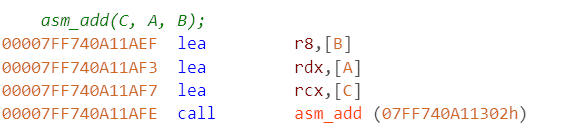 asm_add(C, A, B);
00007FF740A11AEF lea r8,[B]
00007FF740A11AF3 lea rdx,[A]
00007FF740A11AF7 lea rcx,[C]
00007FF740A11AFE call asm_add (07FF740A11302h)